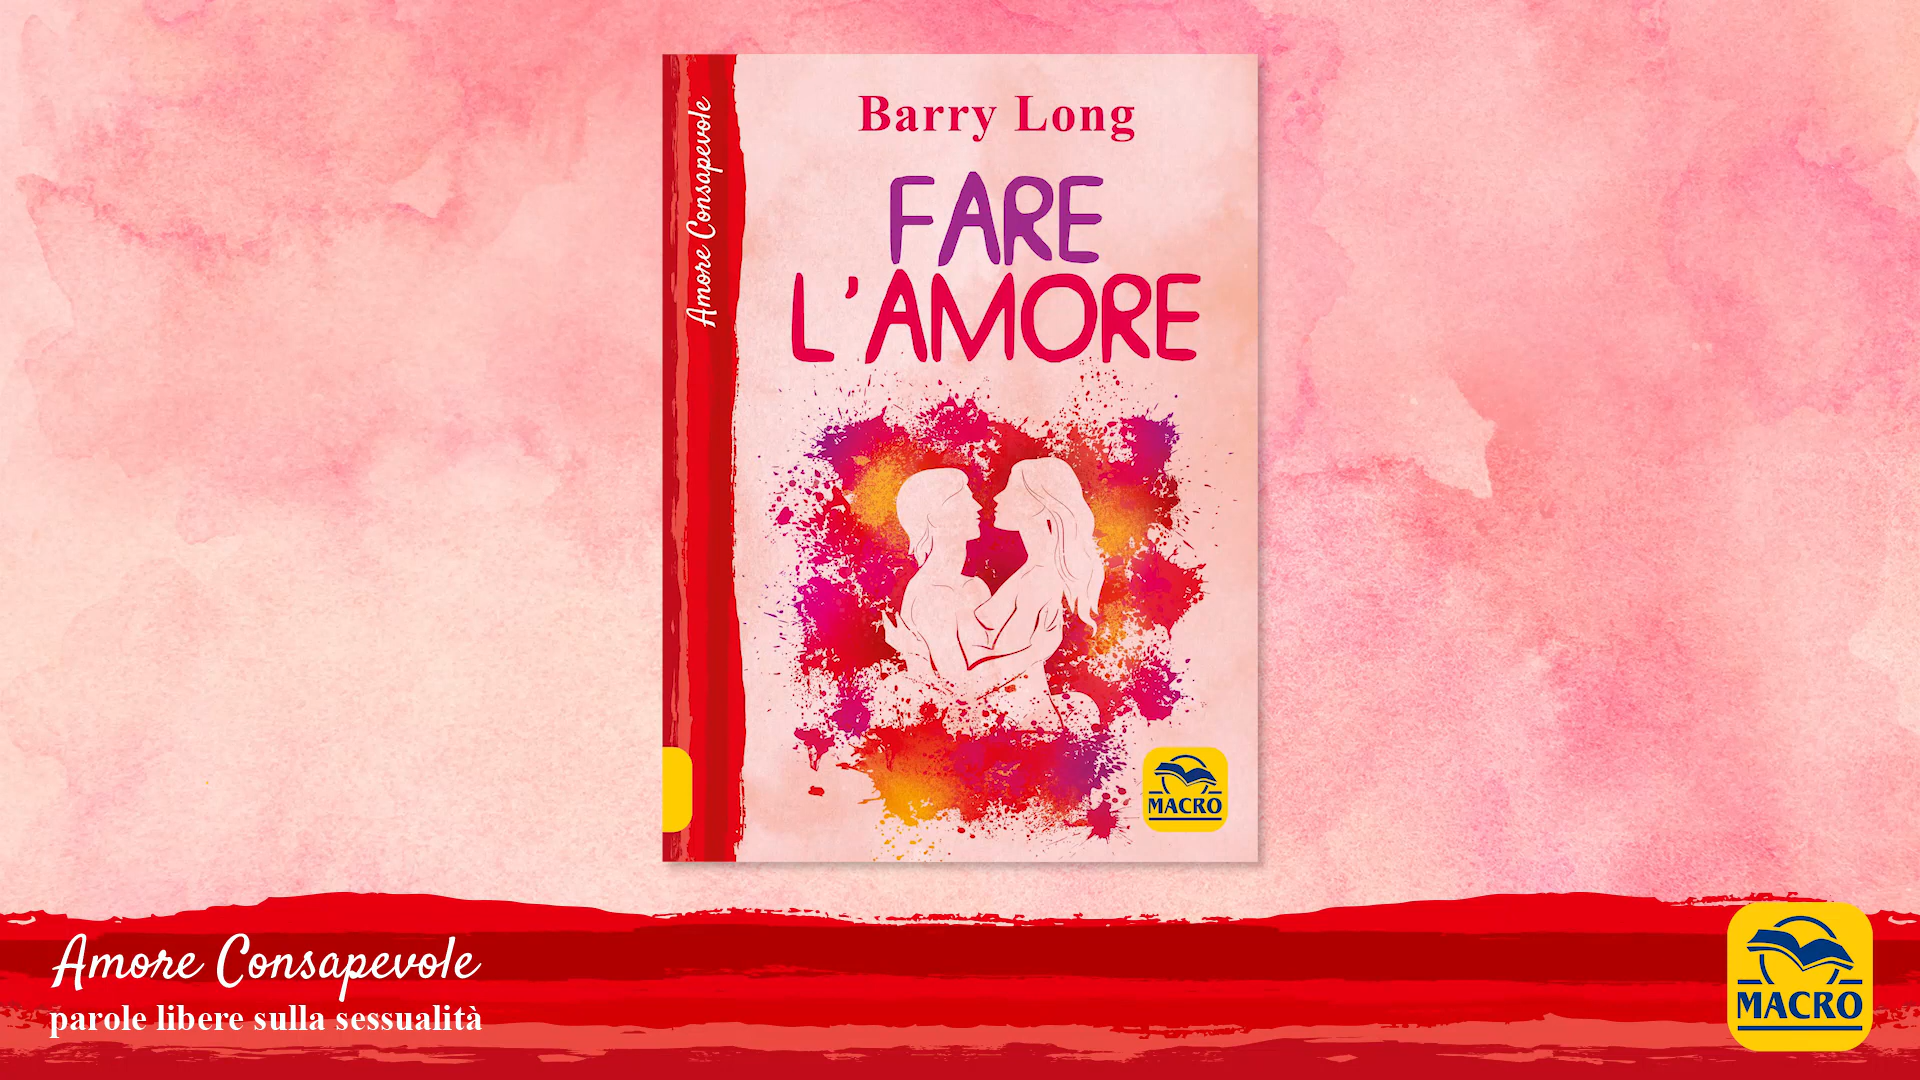 Barry Long
FARE
L'AMORE
Amore Consapevole
MACRO
Amore Consapevole
parole libere sulla sessualità
MACRO